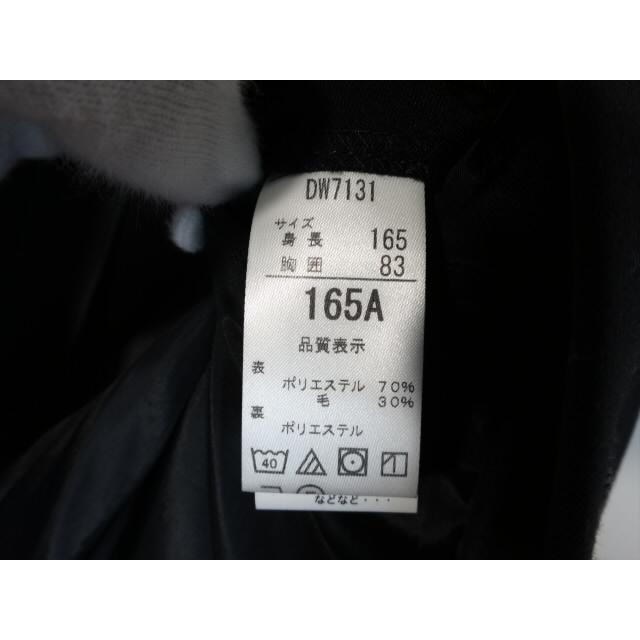 DW7131
サイズ
身長 165
胸囲 83
165A
品質表示
表
ポリエステル 70%
毛 30%
裏
ポリエステル
40
などなど・・・